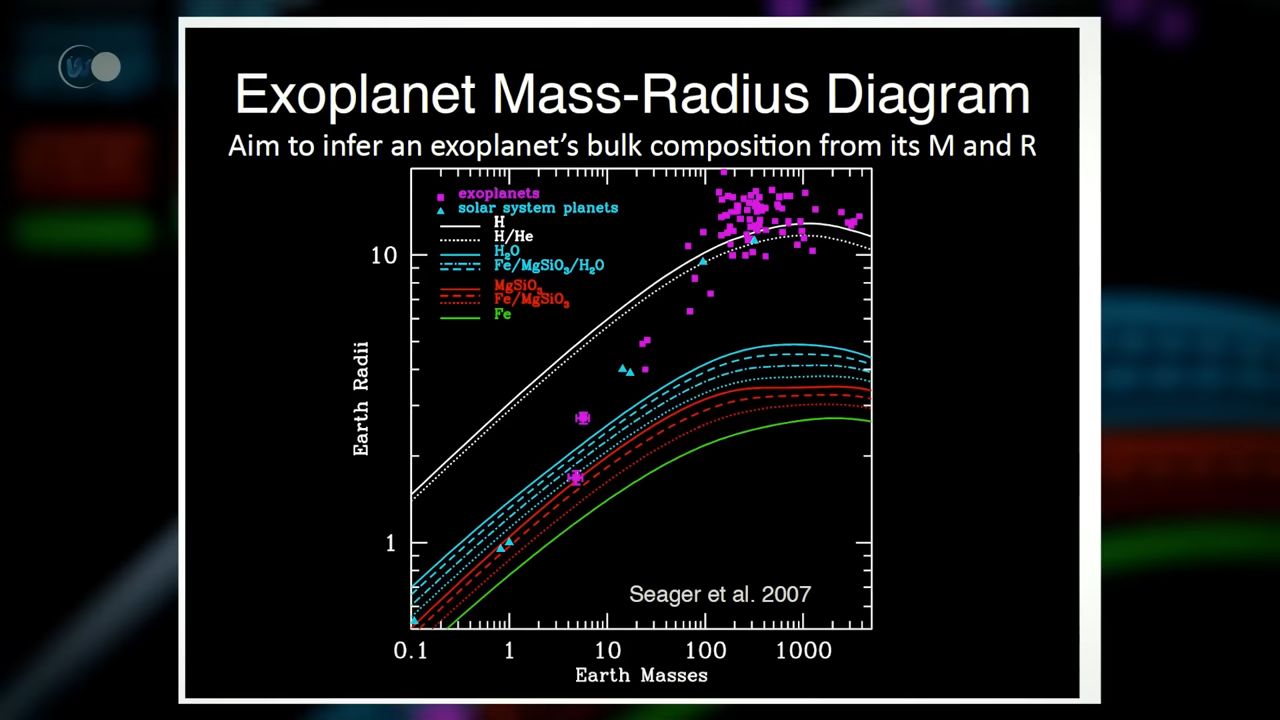 Exoplanet Mass-Radius Diagram
Aim to infer an exoplanet's bulk composition from its M and R
exoplanets
solar system planets
H
H/He
H₂O
Fe/MgSiO₃/H₂O
MgSiO₃
Fe/MgSiO₃
Fe
10
1
Earth Radii
Seager et al. 2007
0.1 1 10 100 1000
Earth Masses